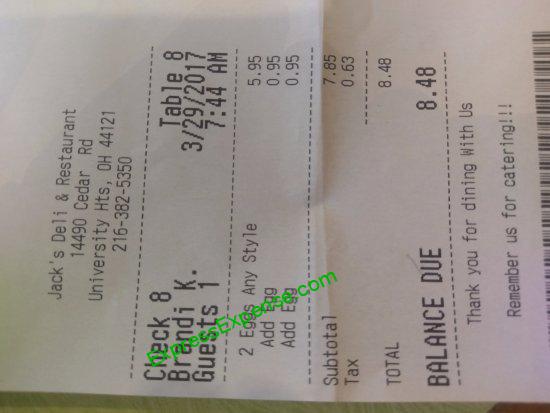 Jack's Deli & Restaurant
14490 Cedar Rd
University Hts, OH 44121
216-382-5350
Check 8 Table 8
Brandi K. 3/29/2017
Guests 1 7:44 AM
2 Eggs Any Style 5.95
Add Egg 0.95
Add Egg 0.95
Subtotal 7.85
Tax 0.63
TOTAL 8.48
BALANCE DUE 8.48
Thank you for dining With Us
Remember us for catering!!!
ExpressExpense.com